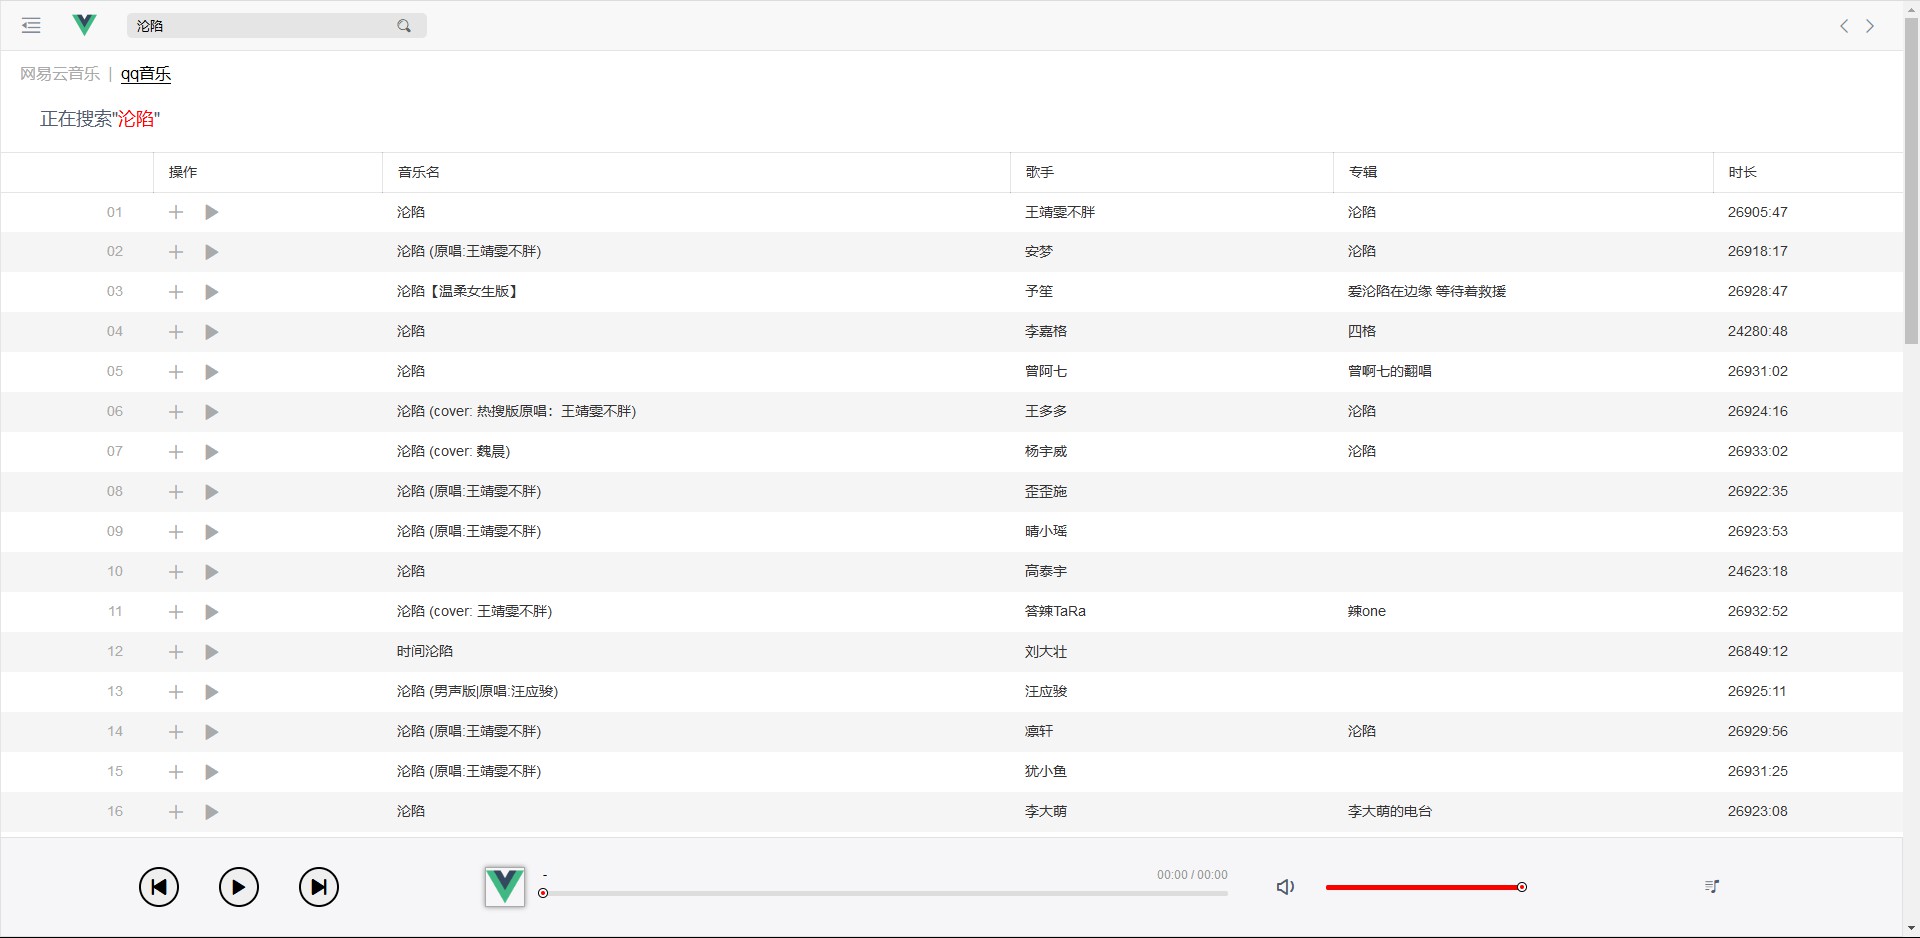 沦陷
网易云音乐 | qq音乐
正在搜索"沦陷"
操作 音乐名 歌手 专辑 时长
01 沦陷 王靖雯不胖 沦陷 26905:47
02 沦陷 (原唱:王靖雯不胖) 安梦 沦陷 26918:17
03 沦陷【温柔女生版】 予笙 爱沦陷在边缘 等待着救援 26928:47
04 沦陷 李嘉格 四格 24280:48
05 沦陷 曾阿七 曾啊七的翻唱 26931:02
06 沦陷 (cover: 热搜版原唱：王靖雯不胖) 王多多 沦陷 26924:16
07 沦陷 (cover: 魏晨) 杨宇威 沦陷 26933:02
08 沦陷 (原唱:王靖雯不胖) 歪歪施 26922:35
09 沦陷 (原唱:王靖雯不胖) 晴小瑶 26923:53
10 沦陷 高泰宇 24623:18
11 沦陷 (cover: 王靖雯不胖) 答辣TaRa 辣one 26932:52
12 时间沦陷 刘大壮 26849:12
13 沦陷 (男声版|原唱:汪应骏) 汪应骏 26925:11
14 沦陷 (原唱:王靖雯不胖) 凛轩 沦陷 26929:56
15 沦陷 (原唱:王靖雯不胖) 犹小鱼 26931:25
16 沦陷 李大萌 李大萌的电台 26923:08
-
00:00 / 00:00